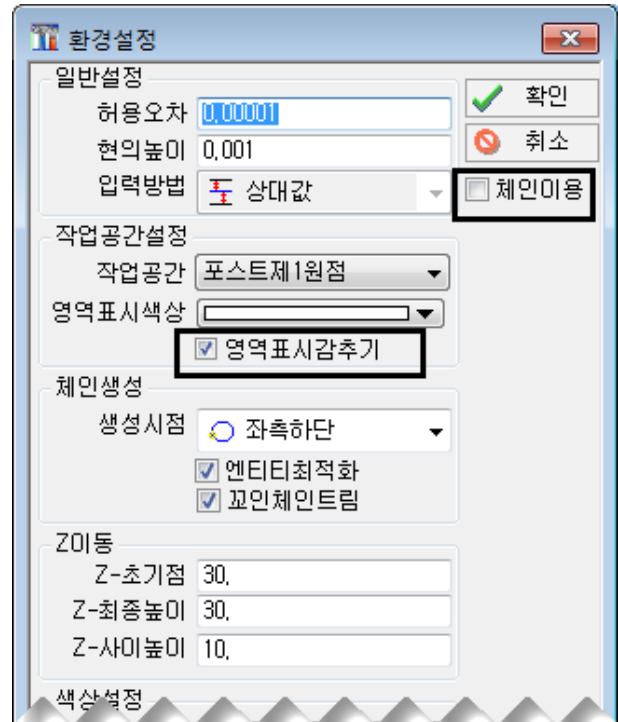 환경설정
일반설정
허용오차 0.00001
현의높이 0.001
입력방법 상대값
확인
취소
체인이용
작업공간설정
작업공간 포스트제1원점
영역표시색상
영역표시감추기
체인생성
생성시점 좌측하단
엔티티최적화
꼬인체인트림
Z이동
Z-초기점 30.
Z-최종높이 30.
Z-사이높이 10.
색상설정